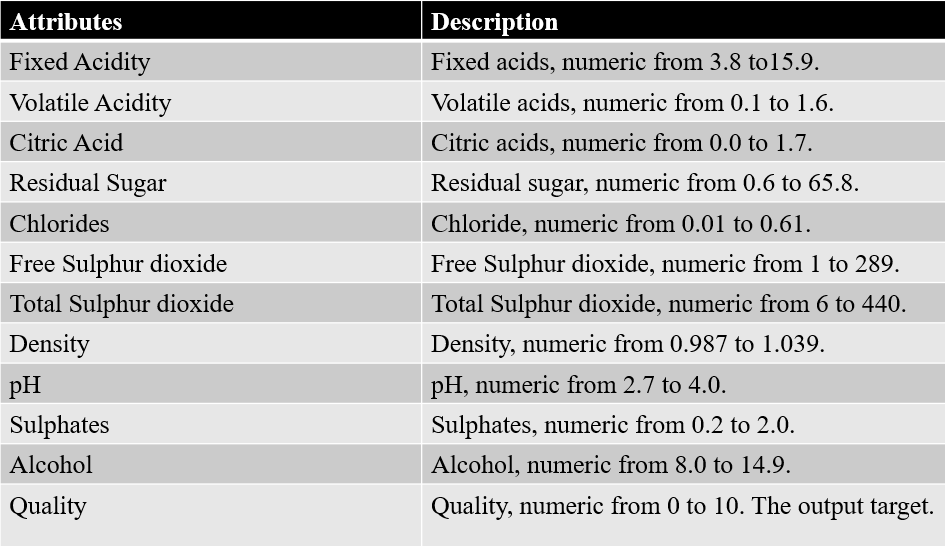 Attributes Description
Fixed Acidity Fixed acids, numeric from 3.8 to15.9.
Volatile Acidity Volatile acids, numeric from 0.1 to 1.6.
Citric Acid Citric acids, numeric from 0.0 to 1.7.
Residual Sugar Residual sugar, numeric from 0.6 to 65.8.
Chlorides Chloride, numeric from 0.01 to 0.61.
Free Sulphur dioxide Free Sulphur dioxide, numeric from 1 to 289.
Total Sulphur dioxide Total Sulphur dioxide, numeric from 6 to 440.
Density Density, numeric from 0.987 to 1.039.
pH pH, numeric from 2.7 to 4.0.
Sulphates Sulphates, numeric from 0.2 to 2.0.
Alcohol Alcohol, numeric from 8.0 to 14.9.
Quality Quality, numeric from 0 to 10. The output target.